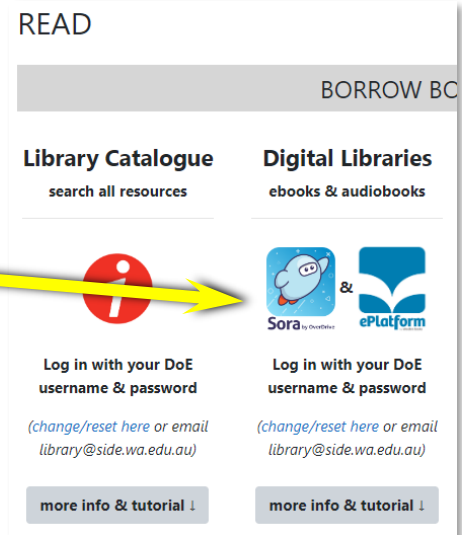 READ
BORROW BO
Library Catalogue
search all resources
Log in with your DoE
username & password
(change/reset here or email
library@side.wa.edu.au)
more info & tutorial ↓
Digital Libraries
ebooks & audiobooks
&
Sora by OverDrive
ePlatform
Log in with your DoE
username & password
(change/reset here or email
library@side.wa.edu.au)
more info & tutorial ↓